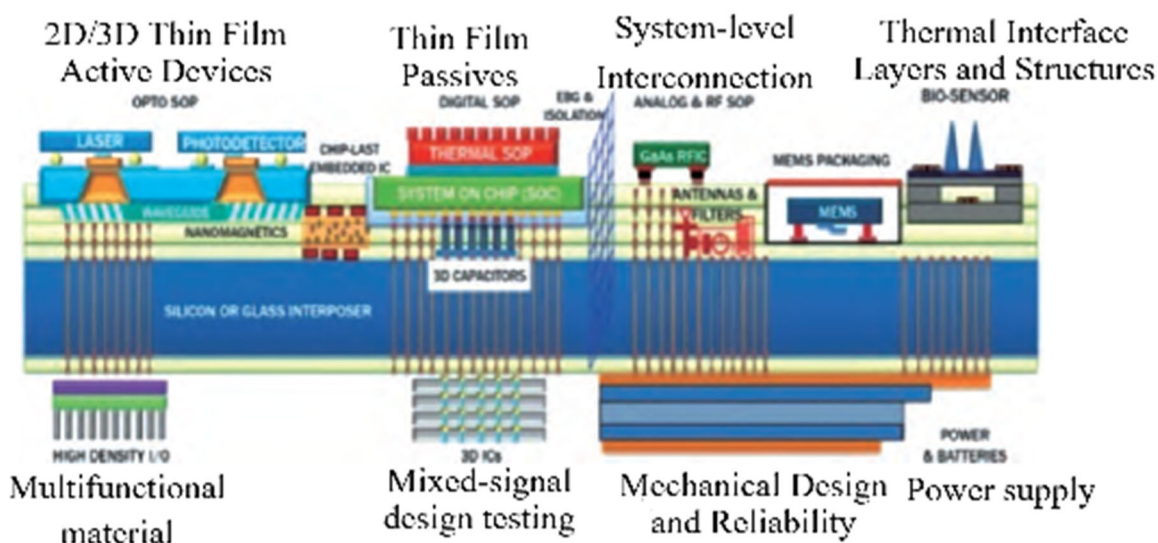 2D/3D Thin Film
Active Devices
Thin Film
Passives
System-level
Interconnection
Thermal Interface
Layers and Structures
OPTO SOP
DIGITAL SOP
EBG &
ISOLATION
ANALOG & RF SOP
BIO-SENSOR
LASER
PHOTODETECTOR
CHIP-LAST
EMBEDDED IC
THERMAL SOP
GaAs RFIC
MEMS PACKAGING
SYSTEM ON CHIP (SOC)
ANTENNAS &
FILTERS
WAVEGUIDE
MEMS
NANOMAGNETICS
3D CAPACITORS
SILICON OR GLASS INTERPOSER
HIGH DENSITY I/O
3D ICs
POWER
& BATTERIES
Multifunctional
material
Mixed-signal
design testing
Mechanical Design
and Reliability
Power supply